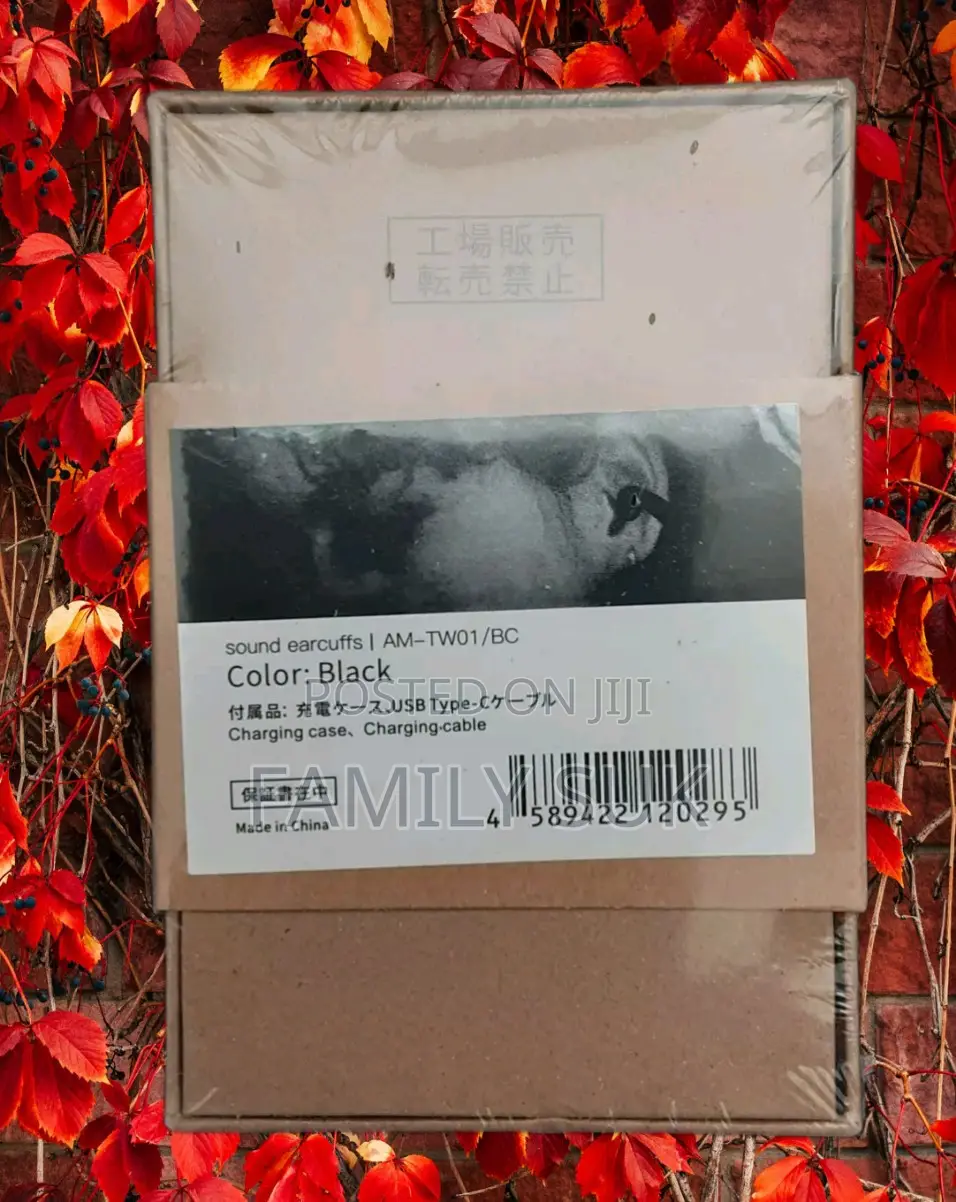 工場販売
転売禁止
sound earcuffs | AM-TW01/BC
Color: Black
付属品: 充電ケース、USB Type-Cケーブル
Charging case、Charging cable
保証書在中
Made in China
4 589422 120295
POSTED ON JIJI
FAMILY SUK